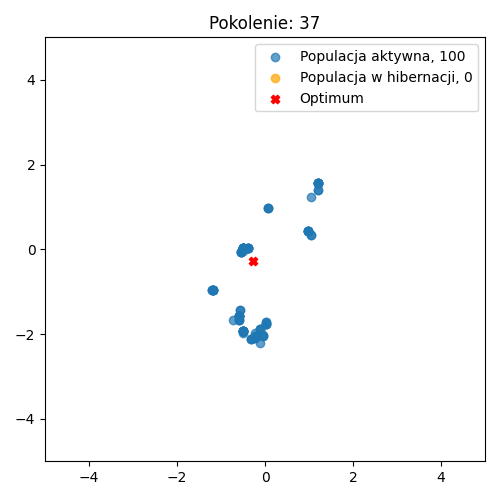 Pokolenie: 37
Populacja aktywna, 100
Populacja w hibernacji, 0
Optimum
4
2
0
−2
−4
−4 −2 0 2 4